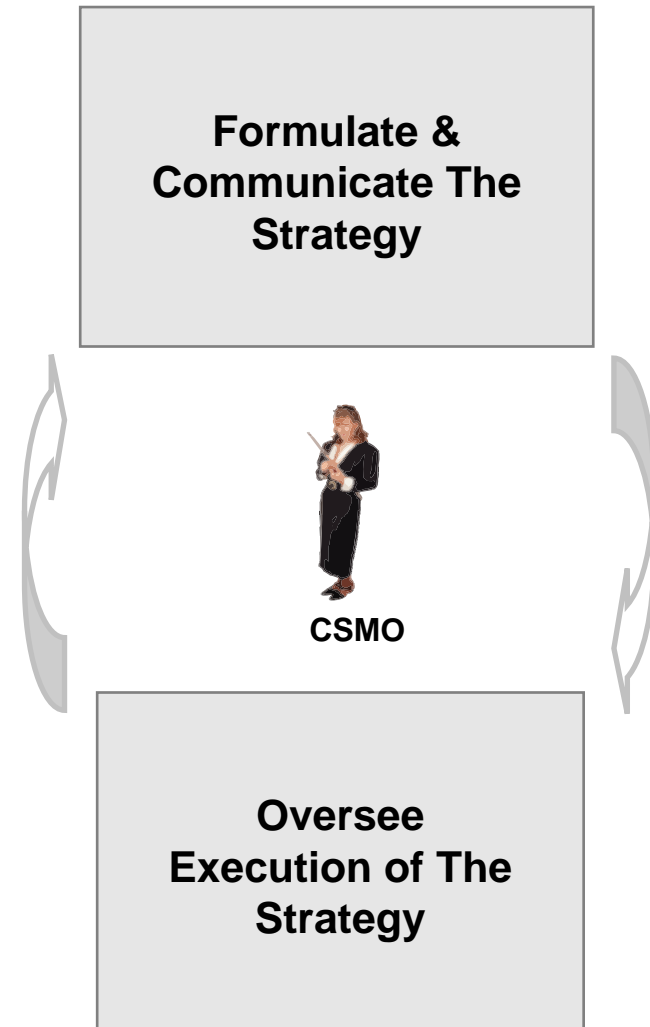 Formulate &
Communicate The
Strategy
CSMO
Oversee
Execution of The
Strategy